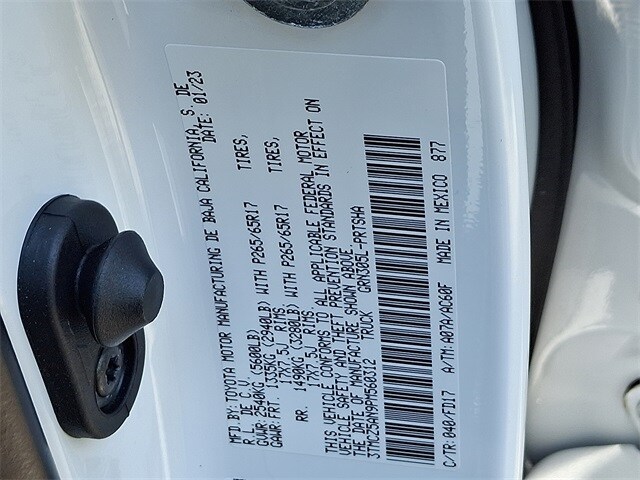 MFD.BY: TOYOTA MOTOR MANUFACTURING DE BAJA CALIFORNIA, S. DE
R.L. DE C.V. DATE: 01/23
GVWR: 2540KG (5600LB)
GAWR: FRT. 1335KG (2940LB) WITH P265/65R17 TIRES,
17X7.5J RIMS
RR. 1490KG (3280LB) WITH P265/65R17 TIRES,
17X7.5J RIMS
THIS VEHICLE CONFORMS TO ALL APPLICABLE FEDERAL MOTOR
VEHICLE SAFETY AND THEFT PREVENTION STANDARDS IN EFFECT ON
THE DATE OF MANUFACTURE SHOWN ABOVE.
3TMCZ5AN9PM560312 TRUCK GRN305L-PRTSHA
C/TR: 040/FD17 A/TM: A07A/AC60F MADE IN MEXICO 877